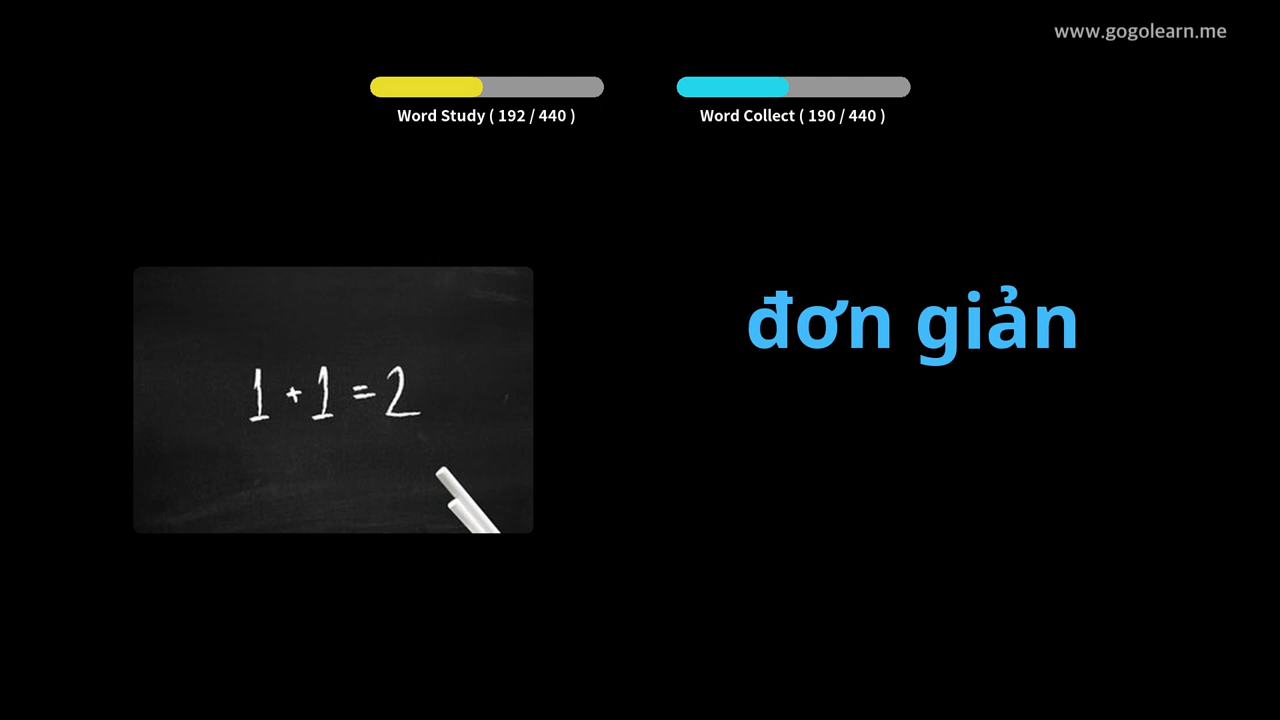 www.gogolearn.me
Word Study ( 192 / 440 )
Word Collect ( 190 / 440 )
1 + 1 = 2
đơn giản